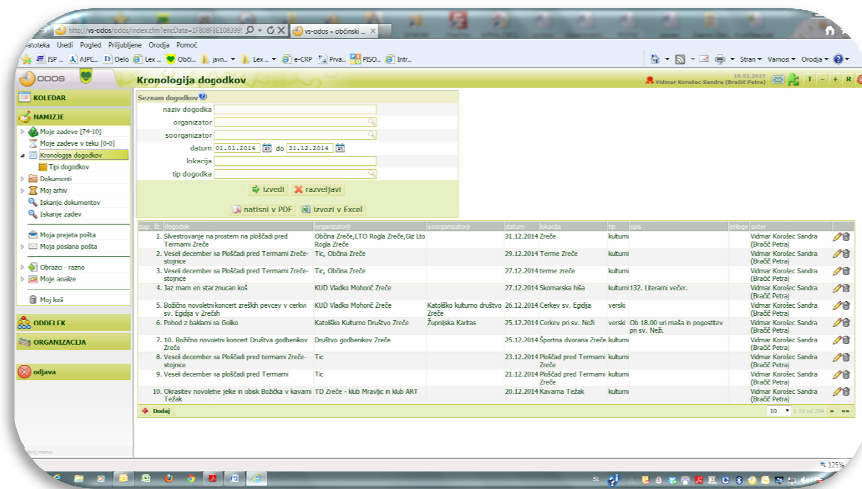 http://vs-odos/odos/index.cfm?encData=
vs-odos » občinski ...
Uredi Pogled Priljubljene Orodja Pomoč
ISP ... AJPE... Delo Lex ... Obči... javn... Lex ... e-CRP Prva... PISO... Intr...
Stran Varnost Orodja
ODOS
Kronologija dogodkov
16.01.2015
Vidmar Korošec Sandra (Bračič Petra)
KOLEDAR
NAMIZJE
Moje zadeve [74-10]
Moje zadeve v teku [0-0]
Kronologija dogodkov
Tipi dogodkov
Dokumenti
Moj arhiv
Iskanje dokumentov
Iskanje zadev
Moja prejeta pošta
Moja poslana pošta
Obrazci - razno
Moje analize
Moj koš
ODDELEK
ORGANIZACIJA
odjava
Seznam dogodkov
naziv dogodka
organizator
soorganizator
datum 01.01.2014 do 31.12.2014
lokacija
tip dogodka
izvedi razveljavi
natisni v PDF izvozi v Excel
zap. št. dogodek organizatorji soorganizatorji datum lokacija tip opis priloge avtor
1. Silvestrovanje na prostem na ploščadi pred Termami Zreče Občina Zreče,LTO Rogla Zreče,Giz Lto Rogla Zreče 31.12.2014 Zreče kulturni Vidmar Korošec Sandra (Bračič Petra)
2. Veseli december sa Ploščadi pred Termami Zreče-stojnice Tic, Občina Zreče 29.12.2014 Terme Zreče kulturni Vidmar Korošec Sandra (Bračič Petra)
3. Veseli december sa Ploščadi pred Termami Zreče-stojnice Tic, Občina Zreče 27.12.2014 terme zreče kulturni Vidmar Korošec Sandra (Bračič Petra)
4. Jaz mam en star znucan koš KUD Vladko Mohorič Zreče 27.12.2014 Skomarska hiša kulturni 132. Literarni večer. Vidmar Korošec Sandra (Bračič Petra)
5. Božično novoletni koncert zreških pevcev v cerkvi sv. Egidija v Zrečah KUD Vladko Mohorič Zreče Katoliško kulturno društvo Zreče 26.12.2014 Cerkev sv. Egidija verski Vidmar Korošec Sandra (Bračič Petra)
6. Pohod z baklami na Golko Katoliško Kulturno Društvo Zreče Župnijska Karitas 25.12.2014 Cerkev pri sv. Neži verski Ob 18.00 uri maša in pogostitev pri sv. Neži. Vidmar Korošec Sandra (Bračič Petra)
7. 10. Božično novoletni koncert Društva godbenikov Zreče Društvo godbenikov Zreče 25.12.2014 Športna dvorana Zreče kulturni Vidmar Korošec Sandra (Bračič Petra)
8. Veseli december sa Ploščadi pred termami Zreče-stojnice Tic 23.12.2014 Ploščad pred Termami Zreče kulturni Vidmar Korošec Sandra (Bračič Petra)
9. Veseli december sa Ploščadi pred Termami Tic 21.12.2014 Ploščad pred Termami Zreče kulturni Vidmar Korošec Sandra (Bračič Petra)
10. Okrasitev novoletne jelke in obisk Božička v kavarni Težak TD Zreče - klub Mravljic in klub ART 20.12.2014 Kavarna Težak kulturni Vidmar Korošec Sandra (Bračič Petra)
Dodaj
10
125%
SL